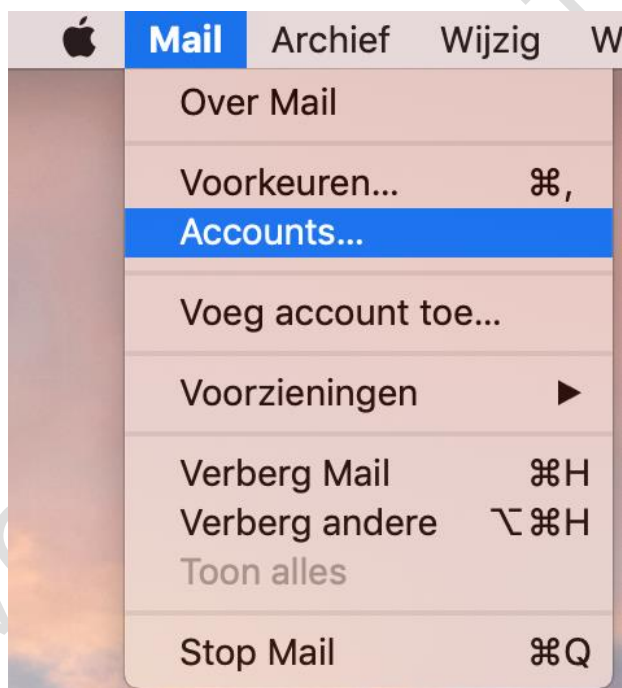 Mail Archief Wijzig W
Over Mail
Voorkeuren... ⌘,
Accounts...
Voeg account toe...
Voorzieningen ▶
Verberg Mail ⌘H
Verberg andere ⌥⌘H
Toon alles
Stop Mail ⌘Q